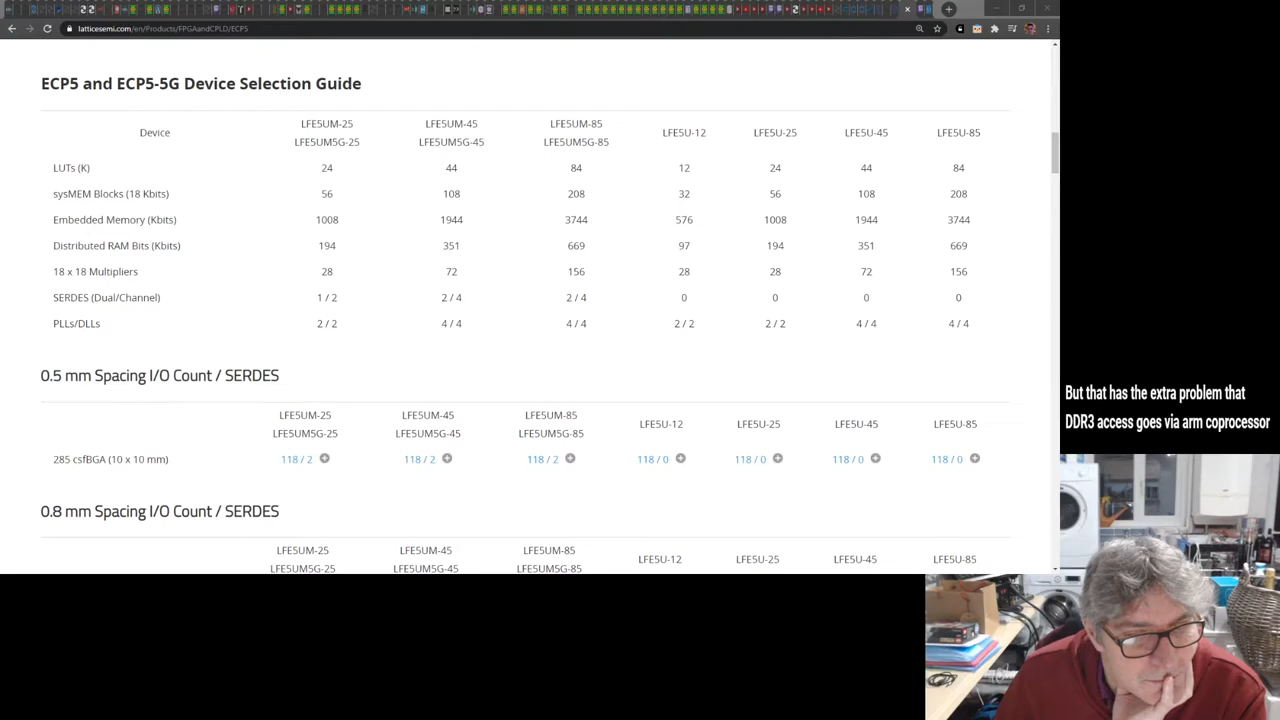 latticesemi.com/en/Products/FPGAandCPLD/ECP5
ECP5 and ECP5-5G Device Selection Guide
Device LFE5UM-25 LFE5UM5G-25 LFE5UM-45 LFE5UM5G-45 LFE5UM-85 LFE5UM5G-85 LFE5U-12 LFE5U-25 LFE5U-45 LFE5U-85
LUTs (K) 24 44 84 12 24 44 84
sysMEM Blocks (18 Kbits) 56 108 208 32 56 108 208
Embedded Memory (Kbits) 1008 1944 3744 576 1008 1944 3744
Distributed RAM Bits (Kbits) 194 351 669 97 194 351 669
18 x 18 Multipliers 28 72 156 28 28 72 156
SERDES (Dual/Channel) 1 / 2 2 / 4 2 / 4 0 0 0 0
PLLs/DLLs 2 / 2 4 / 4 4 / 4 2 / 2 2 / 2 4 / 4 4 / 4
0.5 mm Spacing I/O Count / SERDES
LFE5UM-25 LFE5UM5G-25 LFE5UM-45 LFE5UM5G-45 LFE5UM-85 LFE5UM5G-85 LFE5U-12 LFE5U-25 LFE5U-45 LFE5U-85
285 csfBGA (10 x 10 mm) 118 / 2 118 / 2 118 / 2 118 / 0 118 / 0 118 / 0 118 / 0
0.8 mm Spacing I/O Count / SERDES
LFE5UM-25 LFE5UM5G-25 LFE5UM-45 LFE5UM5G-45 LFE5UM-85 LFE5UM5G-85 LFE5U-12 LFE5U-25 LFE5U-45 LFE5U-85
But that has the extra problem that
DDR3 access goes via arm coprocessor